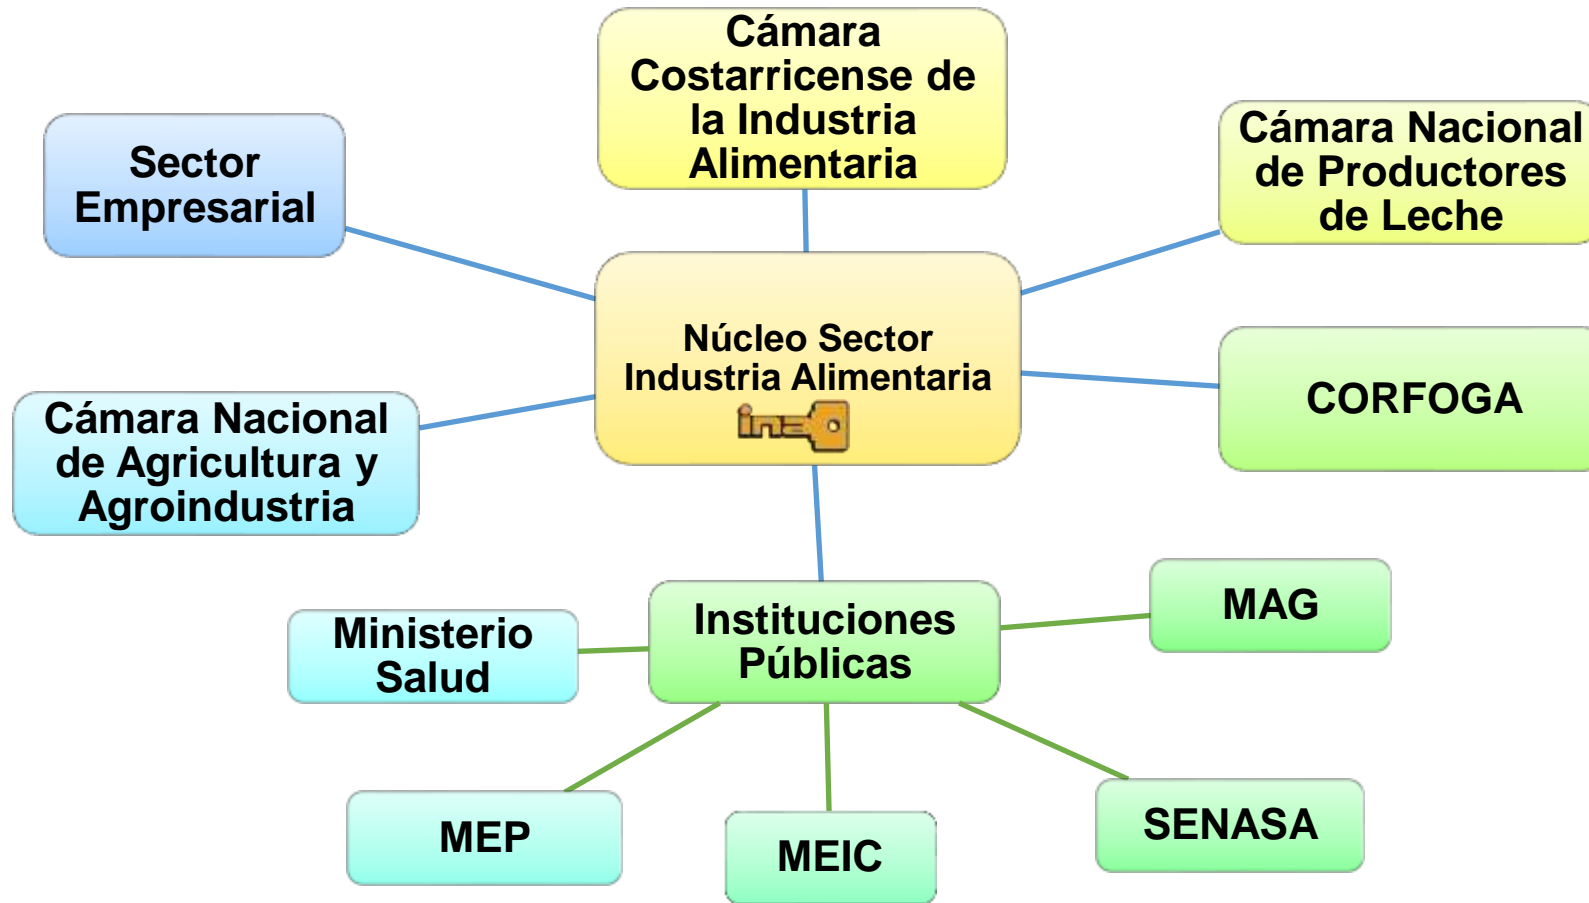 Cámara
Costarricense de
la Industria
Alimentaria
Sector
Empresarial
Cámara Nacional
de Productores
de Leche
Núcleo Sector
Industria Alimentaria
ina
CORFOGA
Cámara Nacional
de Agricultura y
Agroindustria
Instituciones
Públicas
MAG
Ministerio
Salud
MEP
MEIC
SENASA